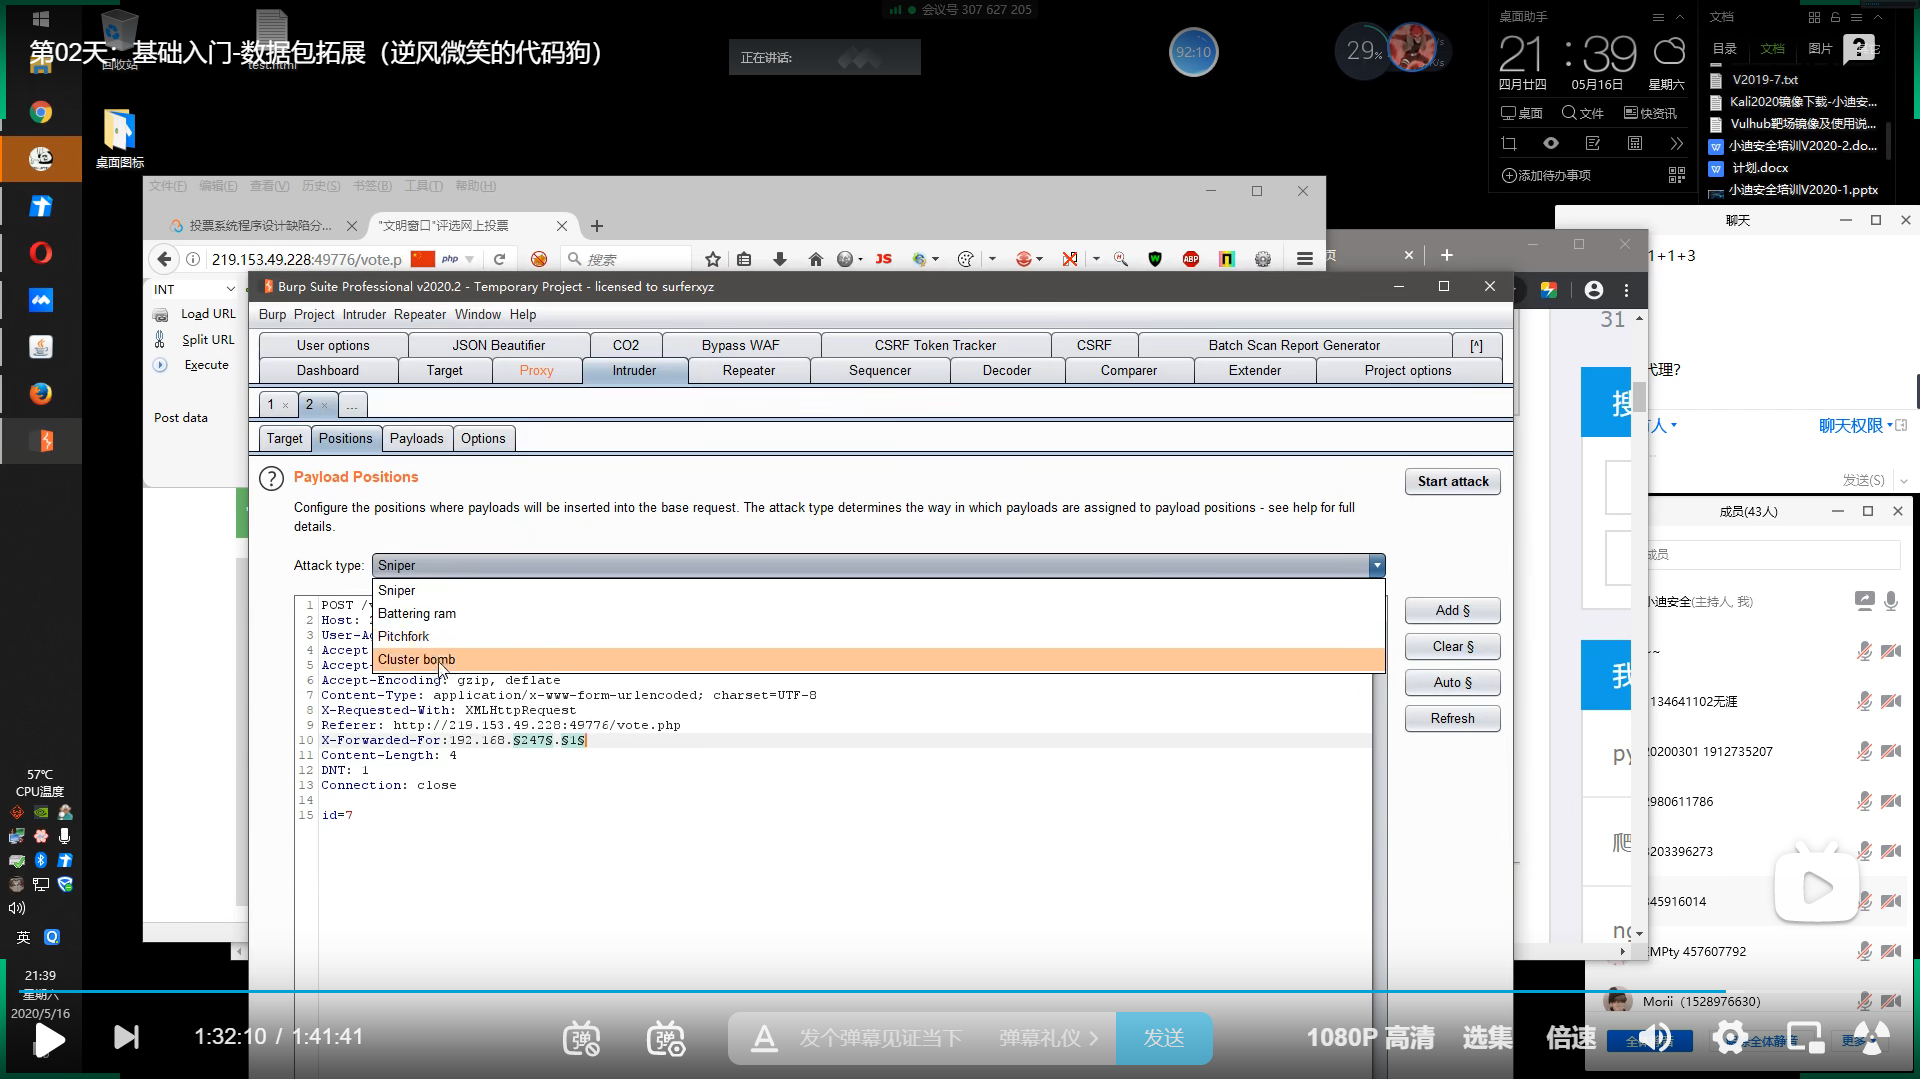 会议号 307 627 205
第02天：基础入门-数据包拓展（逆风微笑的代码狗）
回收站
test.html
正在讲话:
92:10
29%
桌面助手
21:39
四月廿四
05月16日
星期六
桌面
文件
快资讯
添加待办事项
文档
目录
文档
图片
V2019-7.txt
Kali2020镜像下载-小迪安...
Vulhub靶场镜像及使用说...
小迪安全培训V2020-2.do...
计划.docx
小迪安全培训V2020-1.pptx
桌面图标
文件(F) 编辑(E) 查看(V) 历史(S) 书签(B) 工具(T) 帮助(H)
投票系统程序设计缺陷分...
"文明窗口"评选网上投票
219.153.49.228:49776/vote.p
php
搜索
JS
ABP
INT
Load URL
Split URL
Execute
Post data
Burp Suite Professional v2020.2 - Temporary Project - licensed to surferxyz
Burp Project Intruder Repeater Window Help
User options
JSON Beautifier
CO2
Bypass WAF
CSRF Token Tracker
CSRF
Batch Scan Report Generator
[^]
Dashboard
Target
Proxy
Intruder
Repeater
Sequencer
Decoder
Comparer
Extender
Project options
1
2
...
Target
Positions
Payloads
Options
Payload Positions
Start attack
Configure the positions where payloads will be inserted into the base request. The attack type determines the way in which payloads are assigned to payload positions - see help for full
details.
Attack type: Sniper
Sniper
Battering ram
Pitchfork
Cluster bomb
1 POST /
2 Host:
3 User-A
4 Accept
5 Accept-
6 Accept-Encoding: gzip, deflate
7 Content-Type: application/x-www-form-urlencoded; charset=UTF-8
8 X-Requested-With: XMLHttpRequest
9 Referer: http://219.153.49.228:49776/vote.php
10 X-Forwarded-For:192.168.§247§.§1§
11 Content-Length: 4
12 DNT: 1
13 Connection: close
14
15 id=7
Add §
Clear §
Auto §
Refresh
聊天
1+1+3
代理?
人
聊天权限
发送(S)
31
搜
我
py
爬
成员(43人)
成员
小迪安全(主持人, 我)
~
134641102无涯
20200301 1912735207
2980611786
3203396273
345916014
EMPty 457607792
Morii（1528976630）
57℃
CPU温度
英
21:39
星期六
2020/5/16
1:32:10 / 1:41:41
弹
弹
发个弹幕见证当下
弹幕礼仪
发送
1080P 高清
选集
倍速